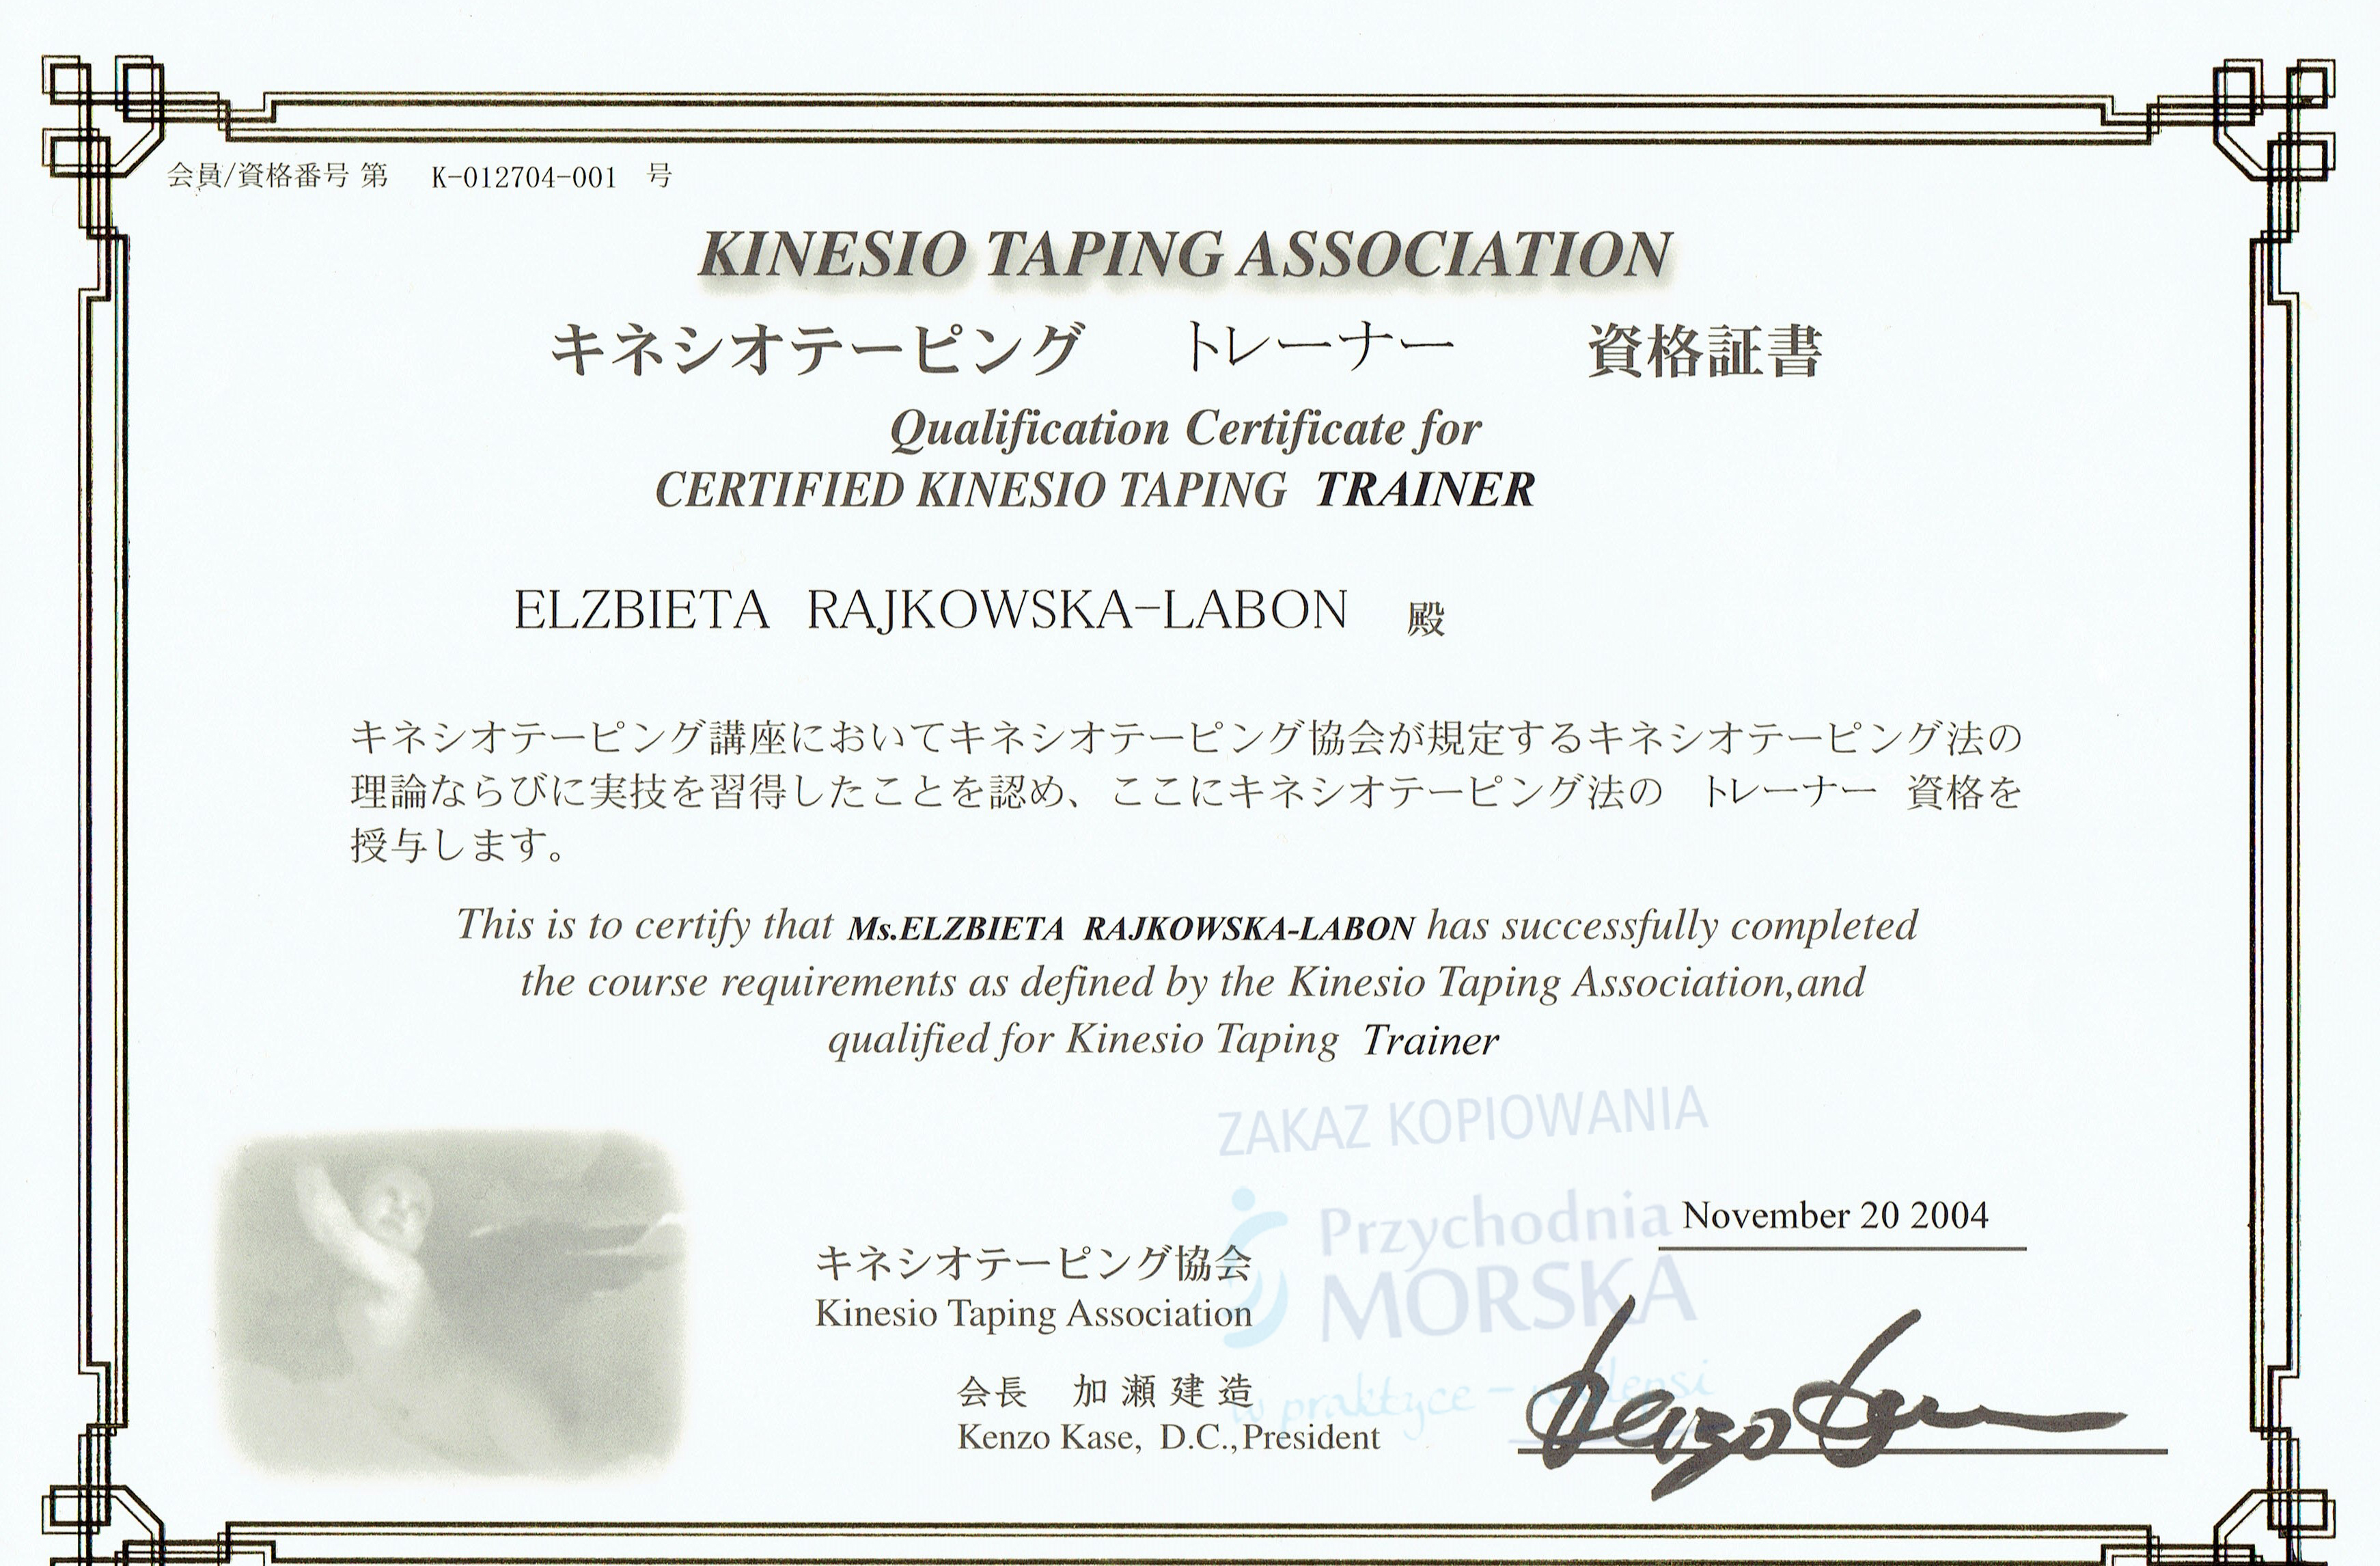 会員/資格番号 第 K-012704-001 号
KINESIO TAPING ASSOCIATION
キネシオテーピング トレーナー 資格証書
Qualification Certificate for
CERTIFIED KINESIO TAPING TRAINER
ELZBIETA RAJKOWSKA-LABON 殿
キネシオテーピング講座においてキネシオテーピング協会が規定するキネシオテーピング法の
理論ならびに実技を習得したことを認め、ここにキネシオテーピング法の トレーナー 資格を
授与します。
This is to certify that Ms.ELZBIETA RAJKOWSKA-LABON has successfully completed
the course requirements as defined by the Kinesio Taping Association,and
qualified for Kinesio Taping Trainer
ZAKAZ KOPIOWANIA
Przychodnia
MORSKA
w praktyce –
November 20 2004
キネシオテーピング協会
Kinesio Taping Association
会長 加瀬建造
Kenzo Kase, D.C.,President
Kenzo